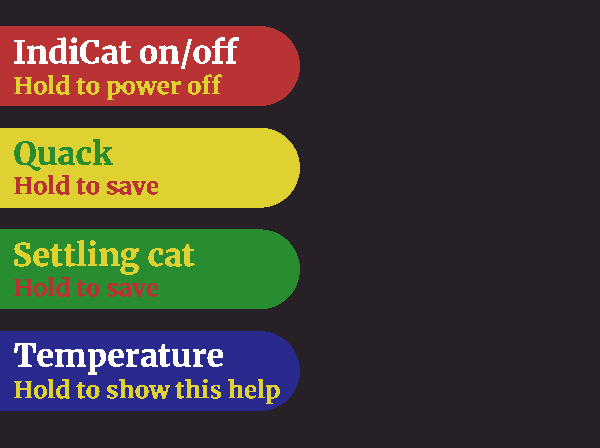 IndiCat on/off
Hold to power off
Quack
Hold to save
Settling cat
Hold to save
Temperature
Hold to show this help